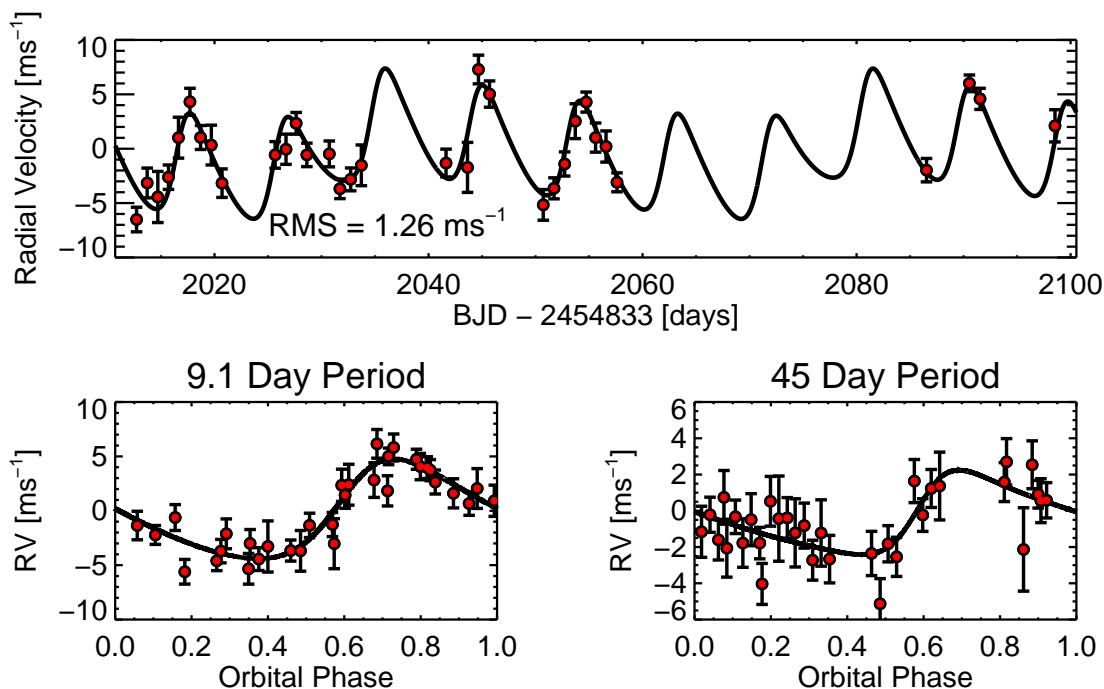 Radial Velocity [ms⁻¹]
10
5
0
−5
−10
RMS = 1.26 ms⁻¹
2020 2040 2060 2080 2100
BJD − 2454833 [days]
9.1 Day Period
RV [ms⁻¹]
10
5
0
−5
−10
0.0 0.2 0.4 0.6 0.8 1.0
Orbital Phase
45 Day Period
RV [ms⁻¹]
6
4
2
0
−2
−4
−6
0.0 0.2 0.4 0.6 0.8 1.0
Orbital Phase